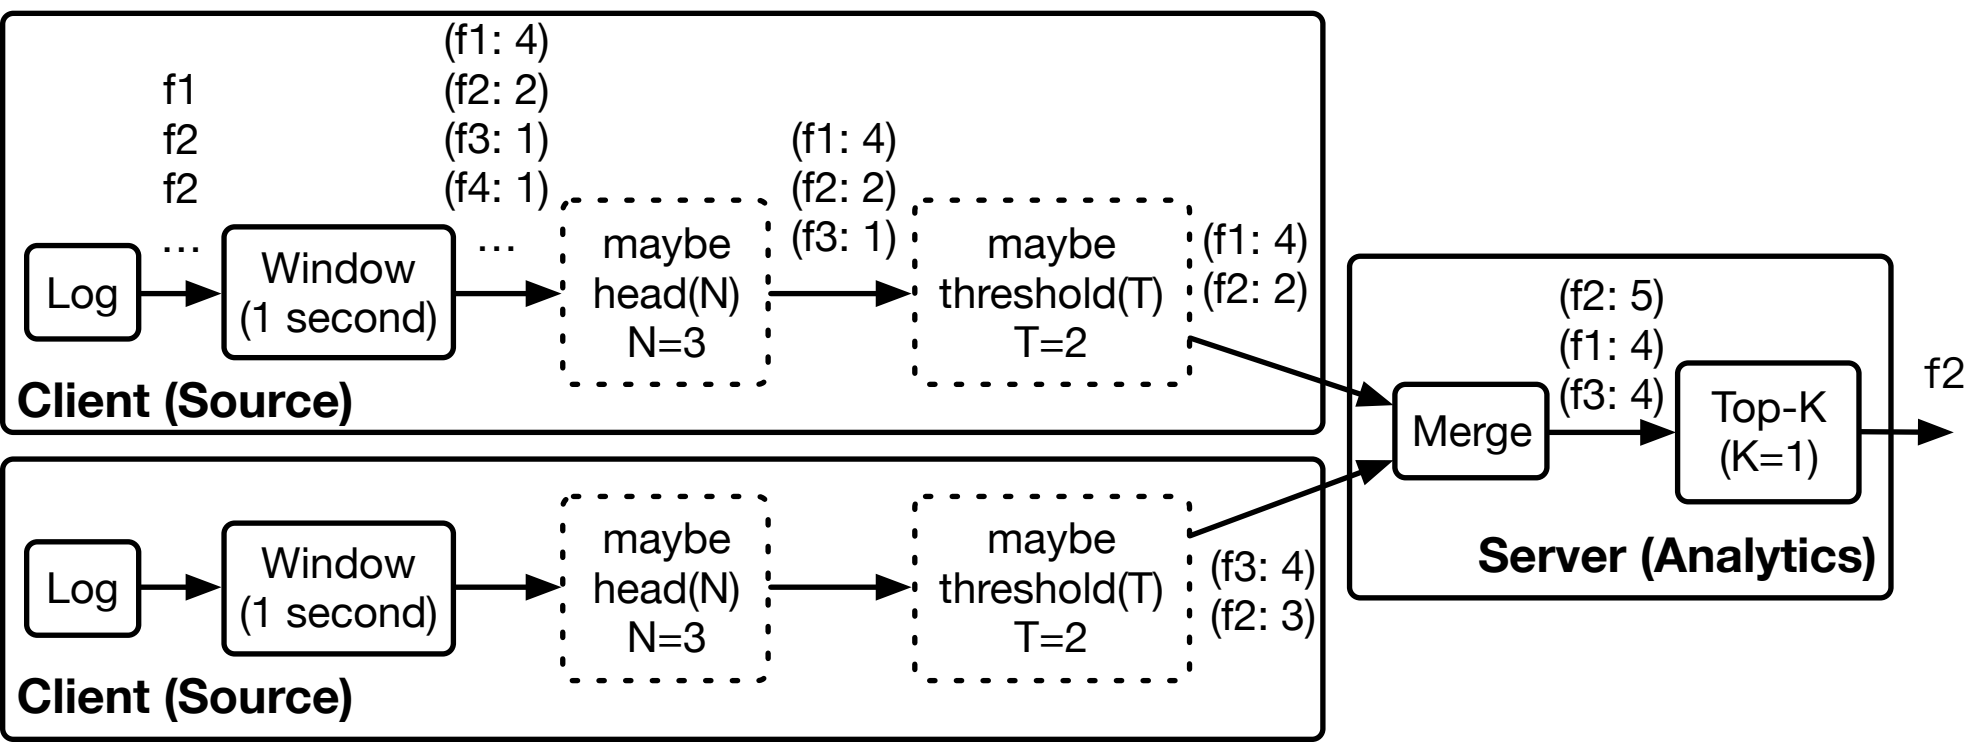 f1
f2
f2
...
(f1: 4)
(f2: 2)
(f3: 1)
(f4: 1)
...
(f1: 4)
(f2: 2)
(f3: 1)
(f1: 4)
(f2: 2)
Log
Window
(1 second)
maybe
head(N)
N=3
maybe
threshold(T)
T=2
Client (Source)
Log
Window
(1 second)
maybe
head(N)
N=3
maybe
threshold(T)
T=2
(f3: 4)
(f2: 3)
Client (Source)
Merge
(f2: 5)
(f1: 4)
(f3: 4)
Top-K
(K=1)
f2
Server (Analytics)